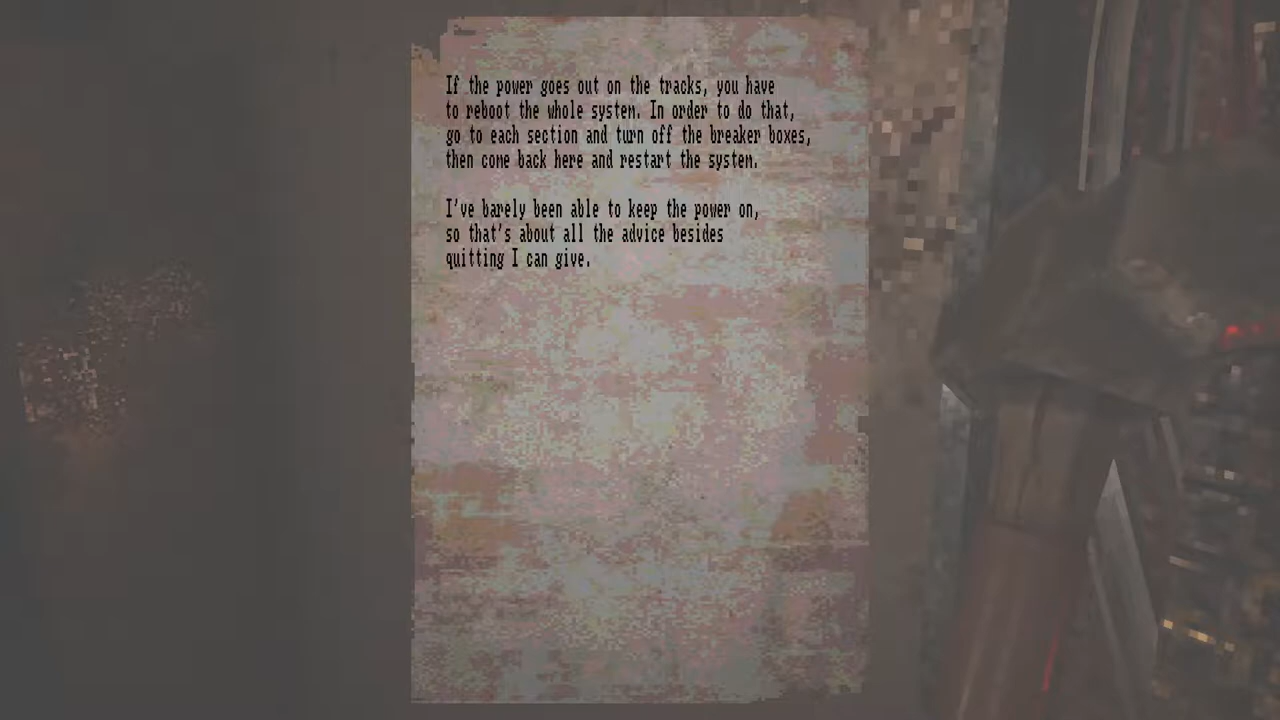 If the power goes out on the tracks, you have
to reboot the whole system. In order to do that,
go to each section and turn off the breaker boxes,
then come back here and restart the system.
I've barely been able to keep the power on,
so that's about all the advice besides
quitting I can give.